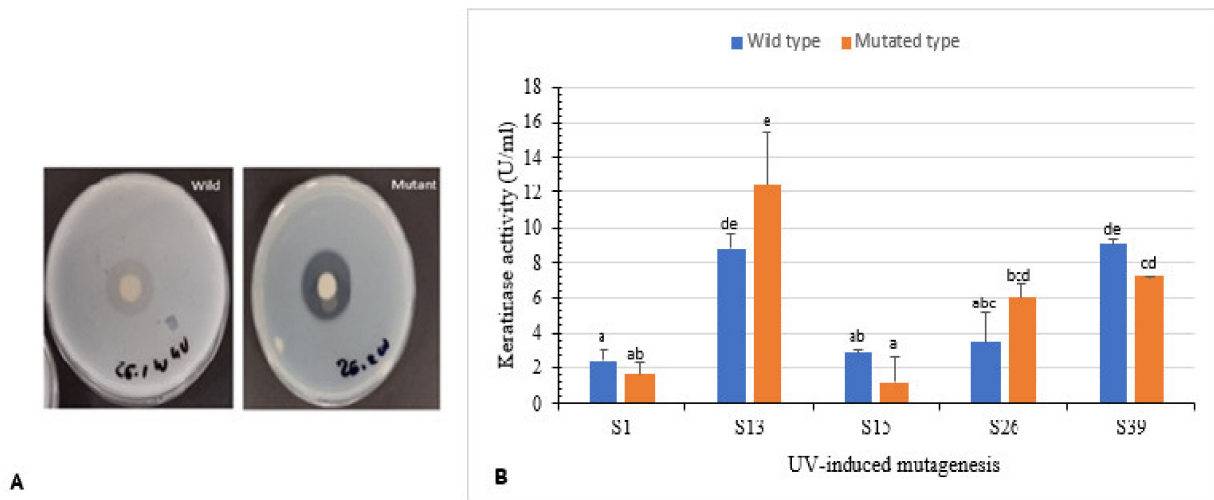 Wild
Mutant
A
Wild type Mutated type
Keratinase acttivity (U/ml)
18
16
14
12
10
8
6
4
2
0
a ab
de e
ab a
abc bcd
de cd
S1 S13 S15 S26 S39
UV-induced mutagenesis
B